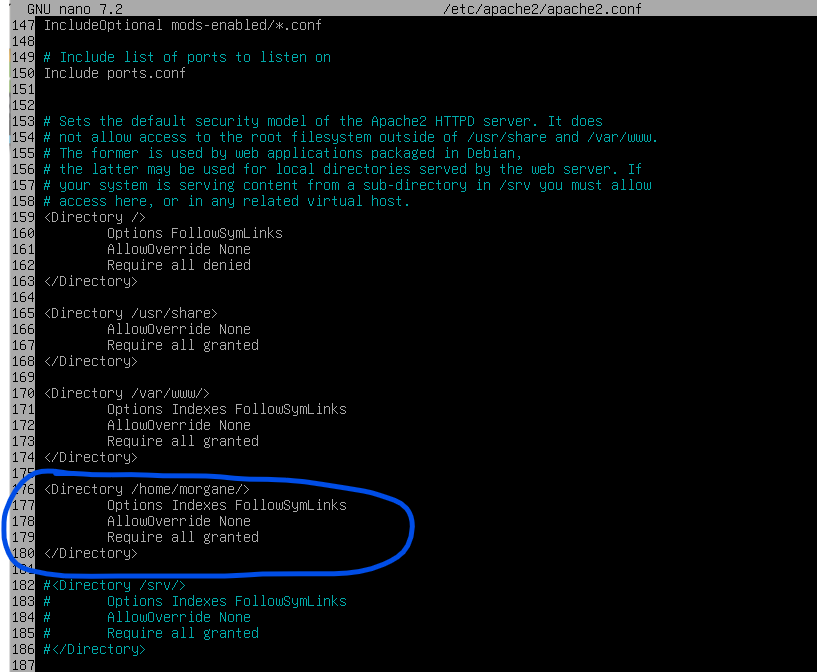 GNU nano 7.2 /etc/apache2/apache2.conf
147 IncludeOptional mods-enabled/*.conf
148
149 # Include list of ports to listen on
150 Include ports.conf
151
152
153 # Sets the default security model of the Apache2 HTTPD server. It does
154 # not allow access to the root filesystem outside of /usr/share and /var/www.
155 # The former is used by web applications packaged in Debian,
156 # the latter may be used for local directories served by the web server. If
157 # your system is serving content from a sub-directory in /srv you must allow
158 # access here, or in any related virtual host.
159 <Directory />
160 Options FollowSymLinks
161 AllowOverride None
162 Require all denied
163 </Directory>
164
165 <Directory /usr/share>
166 AllowOverride None
167 Require all granted
168 </Directory>
169
170 <Directory /var/www/>
171 Options Indexes FollowSymLinks
172 AllowOverride None
173 Require all granted
174 </Directory>
175
176 <Directory /home/morgane/>
177 Options Indexes FollowSymLinks
178 AllowOverride None
179 Require all granted
180 </Directory>
181
182 #<Directory /srv/>
183 # Options Indexes FollowSymLinks
184 # AllowOverride None
185 # Require all granted
186 #</Directory>
187